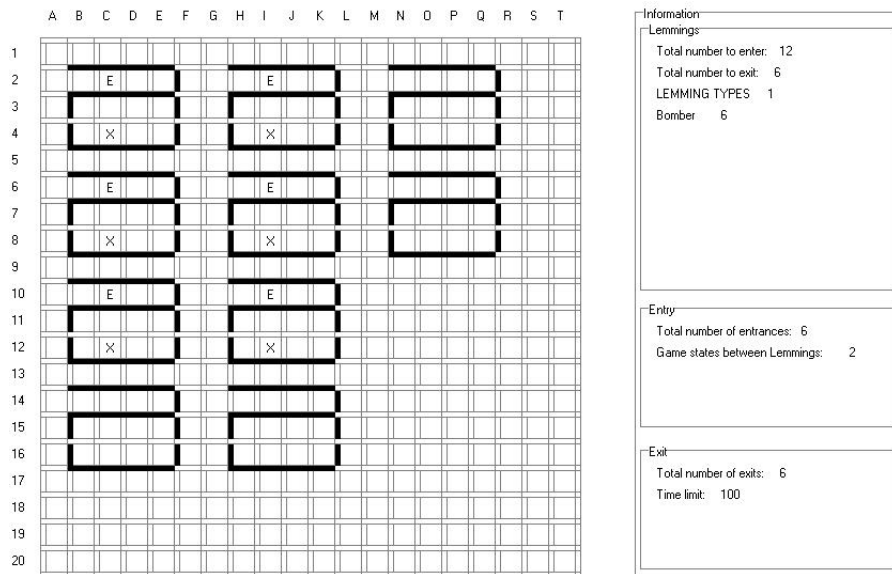 A B C D E F G H I J K L M N O P Q R S T
Information
Lemmings
1
Total number to enter: 12
2 E E
Total number to exit: 6
3
LEMMING TYPES 1
4 X X
Bomber 6
5
6 E E
7
8 X X
9
10 E E
Entry
11
Total number of entrances: 6
12 X X
Game states between Lemmings: 2
13
14
15
16
Exit
17
Total number of exits: 6
18
Time limit: 100
19
20